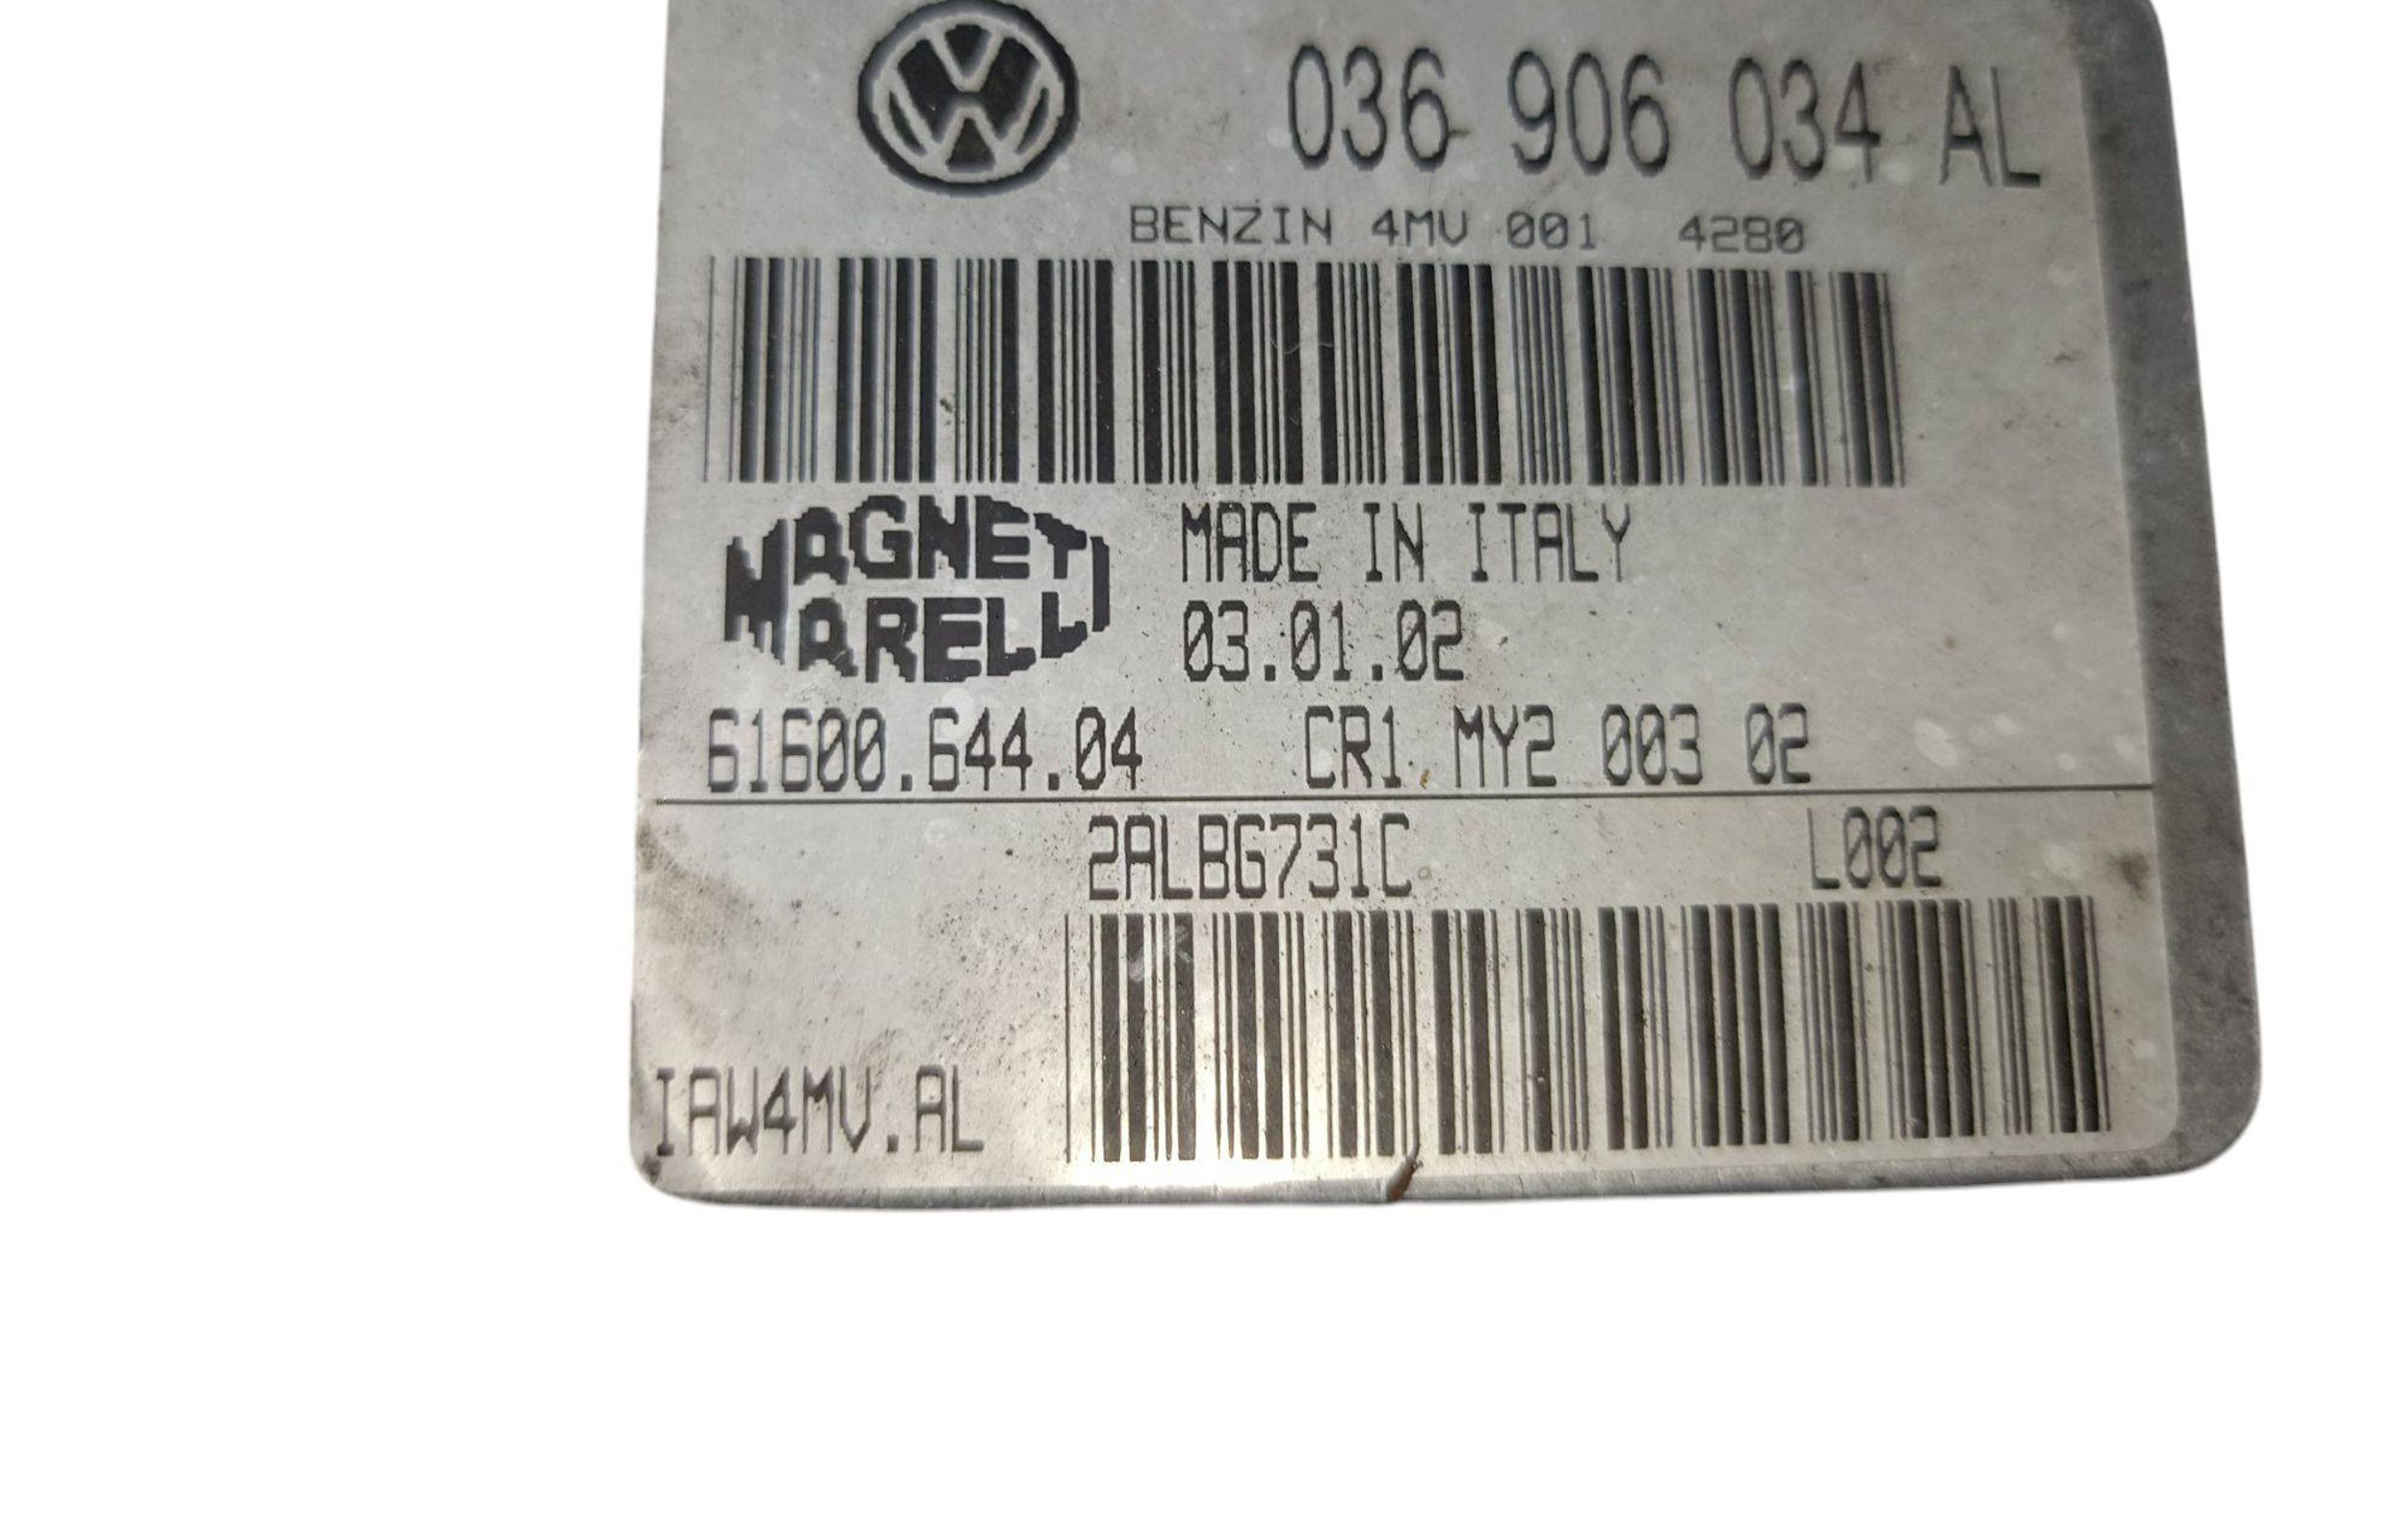 036 906 034 AL
BENZIN 4MV 001 4280
MAGNETI
MARELLI
MADE IN ITALY
03.01.02
61600.644.04 CR1 MY2 003 02
2ALBG731C L002
IAW4MV.AL